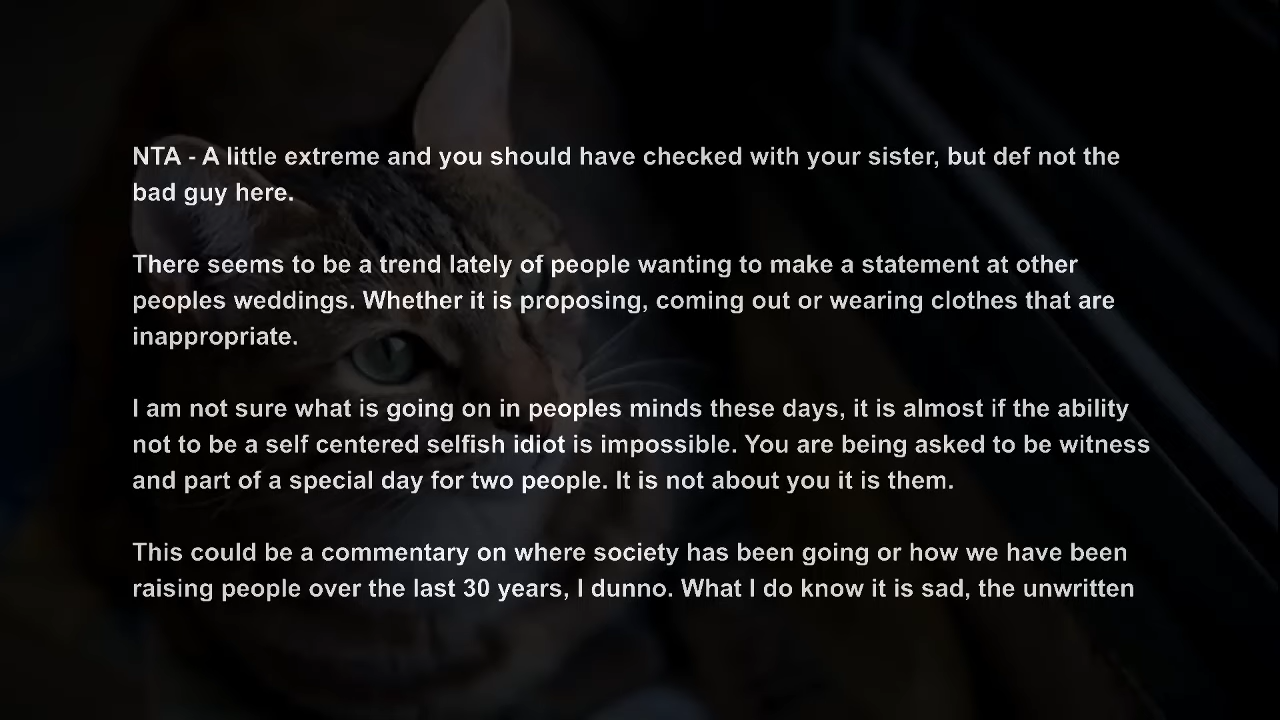 NTA - A little extreme and you should have checked with your sister, but def not the
bad guy here.
There seems to be a trend lately of people wanting to make a statement at other
peoples weddings. Whether it is proposing, coming out or wearing clothes that are
inappropriate.
I am not sure what is going on in peoples minds these days, it is almost if the ability
not to be a self centered selfish idiot is impossible. You are being asked to be witness
and part of a special day for two people. It is not about you it is them.
This could be a commentary on where society has been going or how we have been
raising people over the last 30 years, I dunno. What I do know it is sad, the unwritten